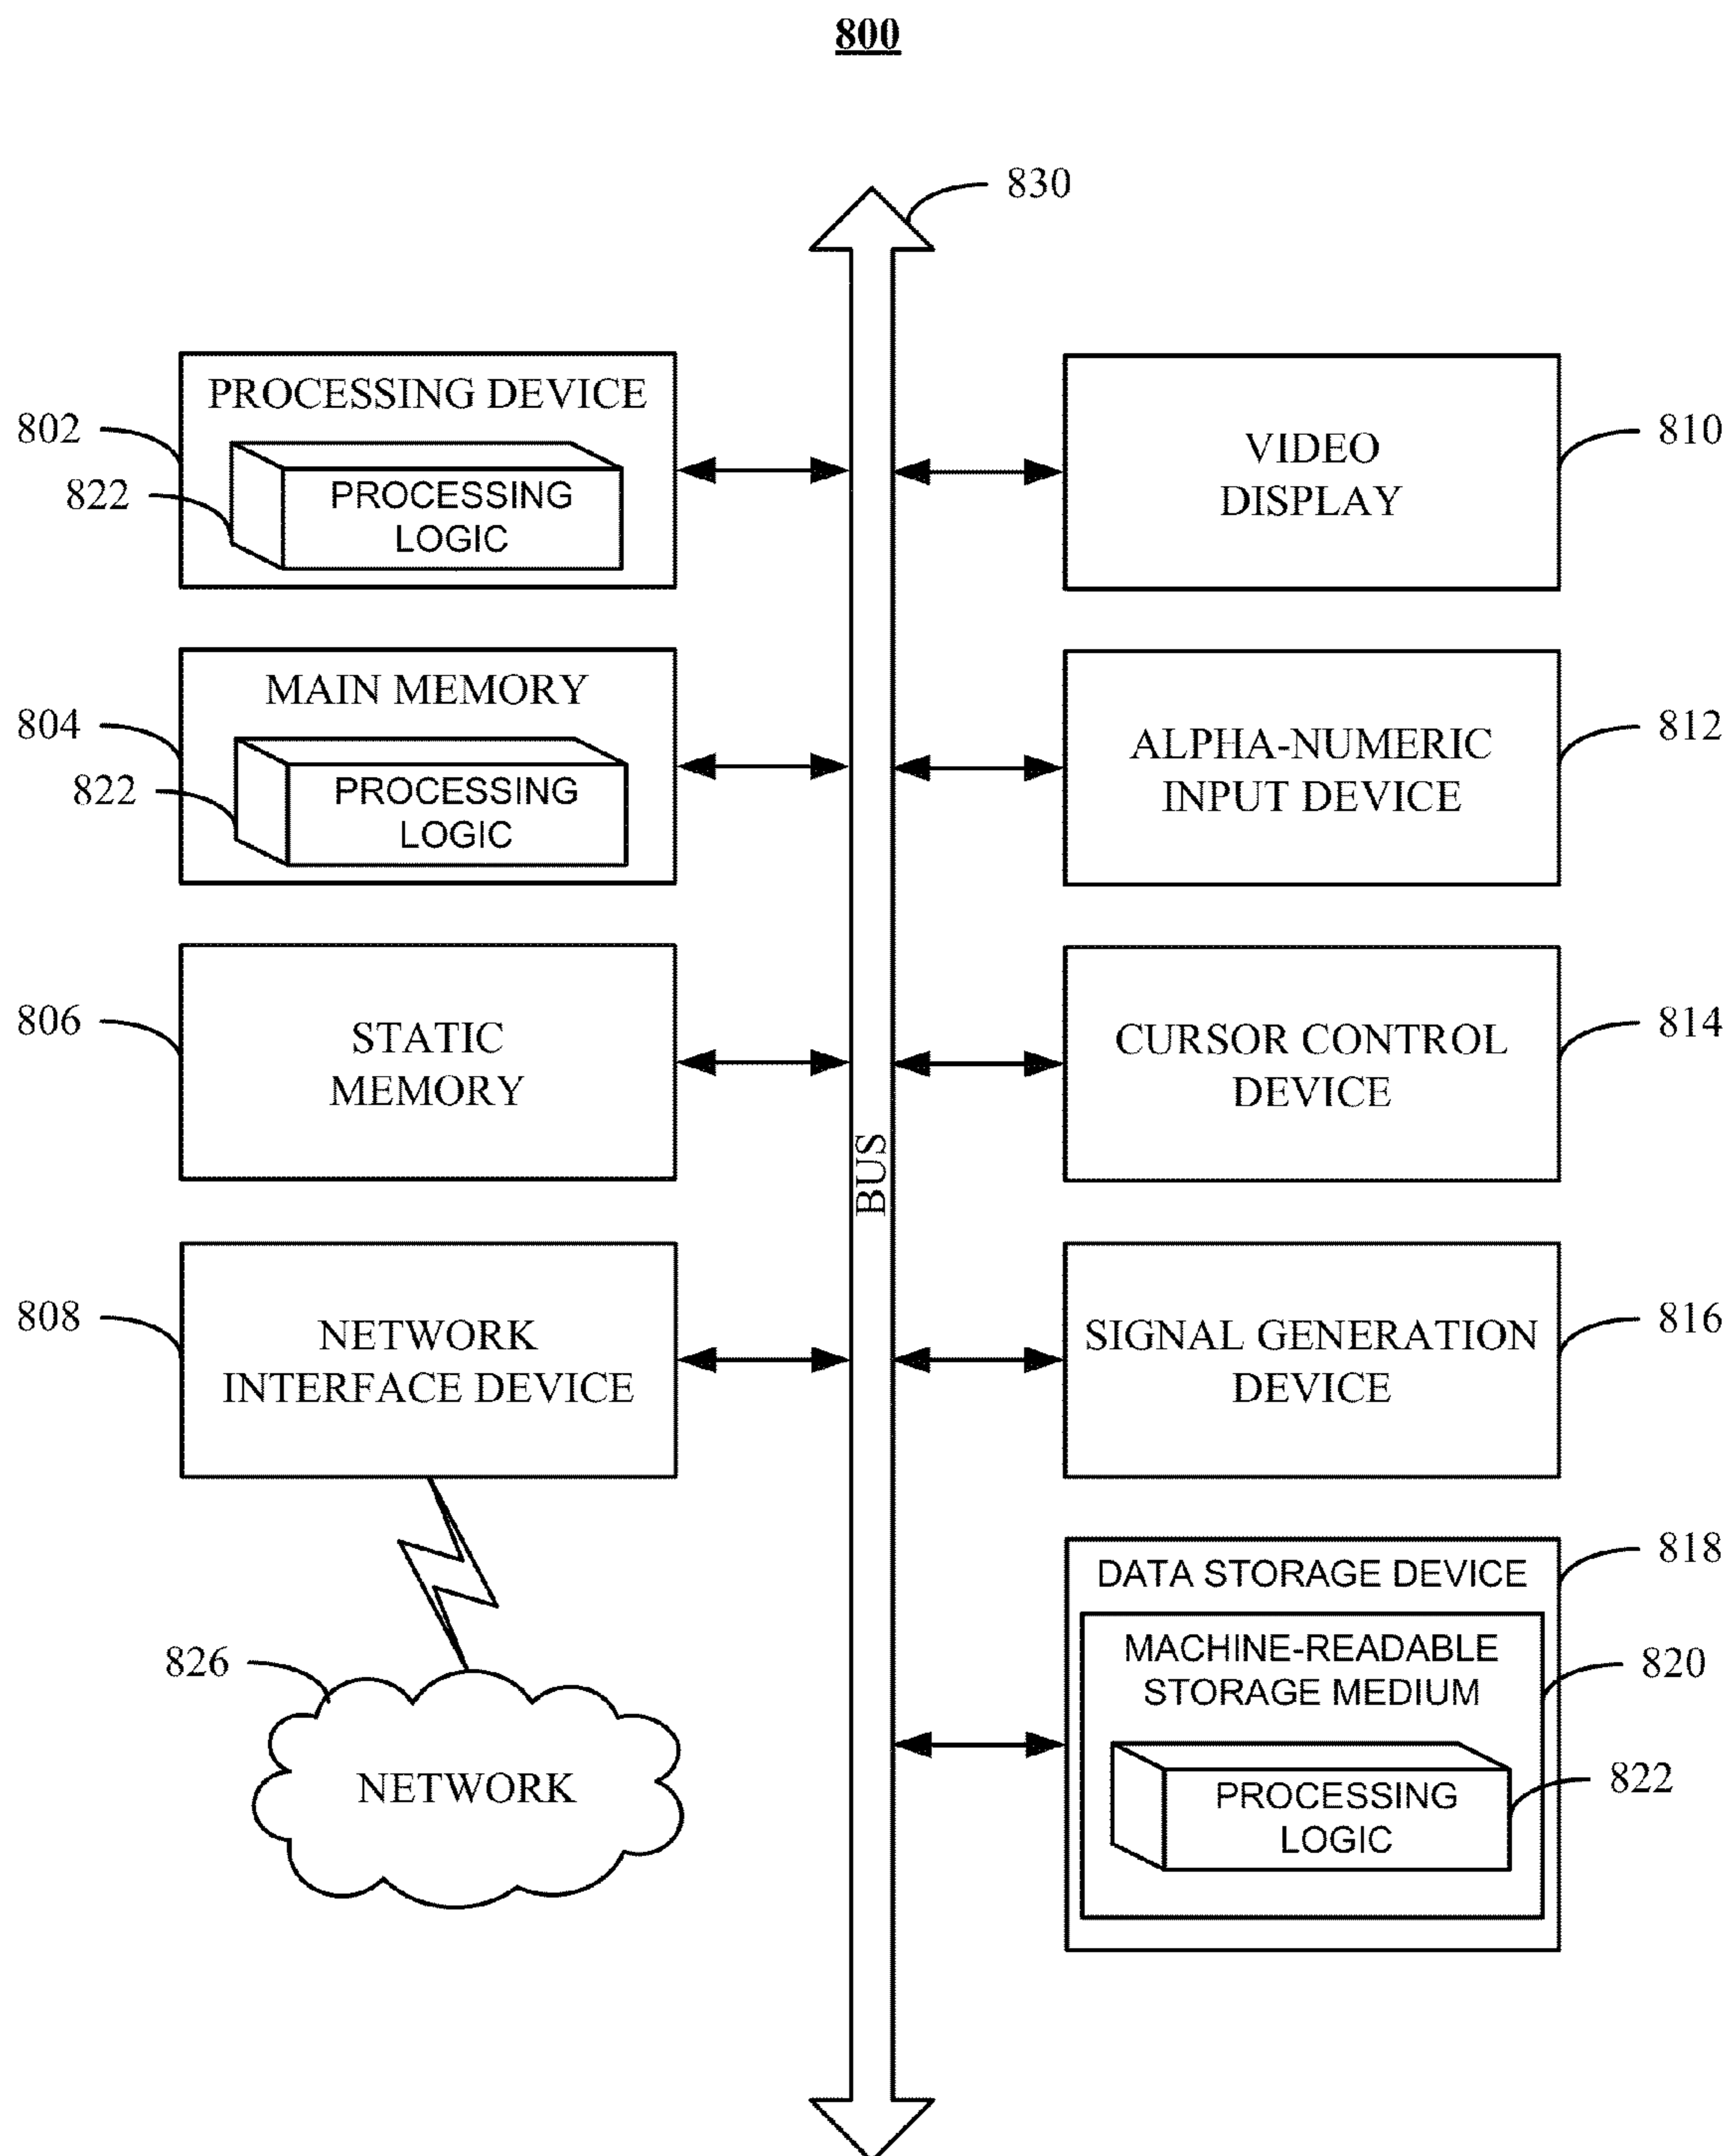 800
830
PROCESSING DEVICE
802
822
PROCESSING
LOGIC
VIDEO
DISPLAY
810
MAIN MEMORY
804
822
PROCESSING
LOGIC
ALPHA-NUMERIC
INPUT DEVICE
812
806
STATIC
MEMORY
CURSOR CONTROL
DEVICE
814
BUS
808
NETWORK
INTERFACE DEVICE
SIGNAL GENERATION
DEVICE
816
826
NETWORK
DATA STORAGE DEVICE
818
MACHINE-READABLE
STORAGE MEDIUM
820
PROCESSING
LOGIC
822